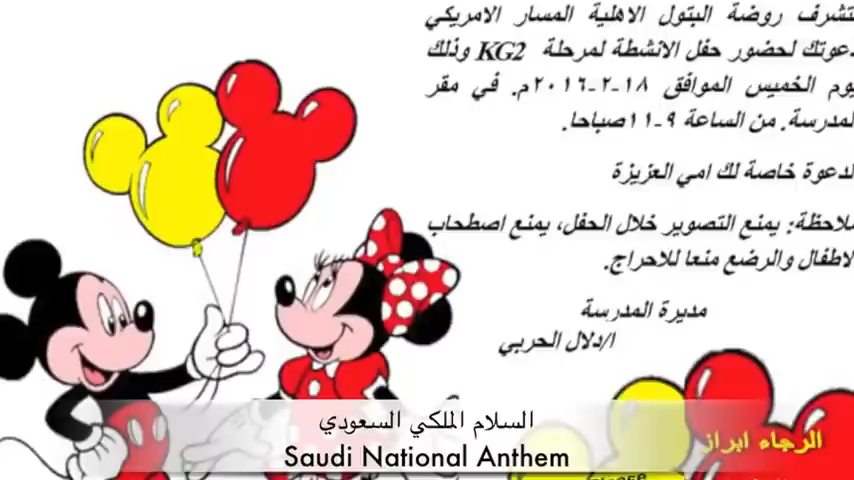 تتشرف روضة البتول الاهلية المسار الامريكي
دعوتك لحضور حفل الانشطة لمرحلة KG2 وذلك
يوم الخميس الموافق ١٨-٢-٢٠١٦م. في مقر
المدرسة. من الساعة ٩-١١صباحا.
الدعوة خاصة لك امي العزيزة
ملاحظة: يمنع التصوير خلال الحفل، يمنع اصطحاب
الاطفال والرضع منعا للاحراج.
مديرة المدرسة
ا/دلال الحربي
الرجاء ابراز
السلام الملكي السعودي
Saudi National Anthem
Please